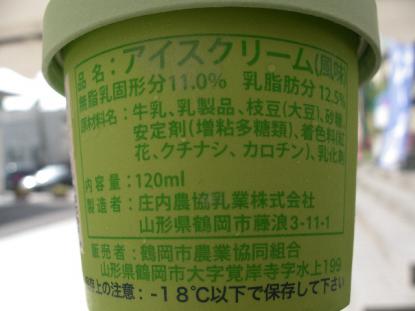 品名:アイスクリーム(風味)
無脂乳固形分11.0% 乳脂肪分12.5%
原材料名:牛乳、乳製品、枝豆(大豆)、砂糖、
安定剤(増粘多糖類)、着色料(紅
花、クチナシ、カロチン)、乳化剤
内容量:120ml
製造者:庄内農協乳業株式会社
山形県鶴岡市藤浪3-11-1
販売者:鶴岡市農業協同組合
山形県鶴岡市大字覚岸寺字水上199
保存上の注意:-18℃以下で保存して下さい